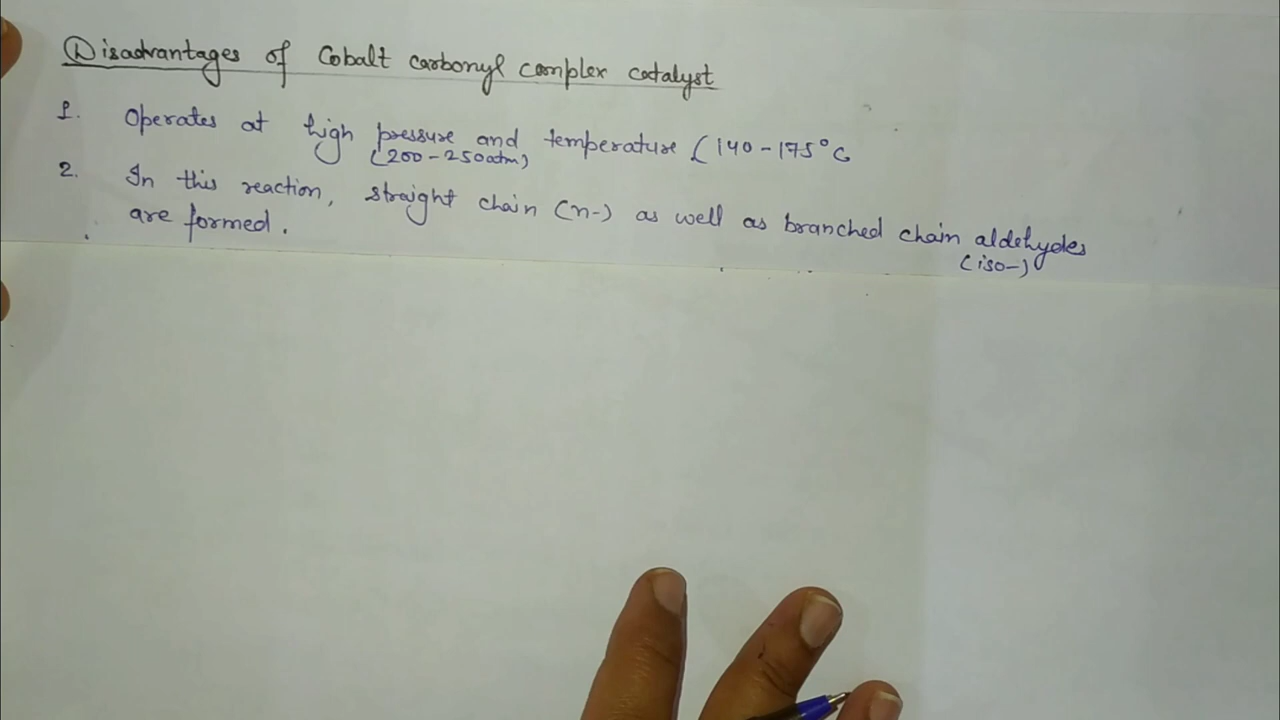 Disadvantages of Cobalt carbonyl complex catalyst
1. Operates at high pressure and temperature (140-175°C
(200-250atm)
2. In this reaction, straight chain (n-) as well as branched chain aldehydes
(iso-)
are formed.